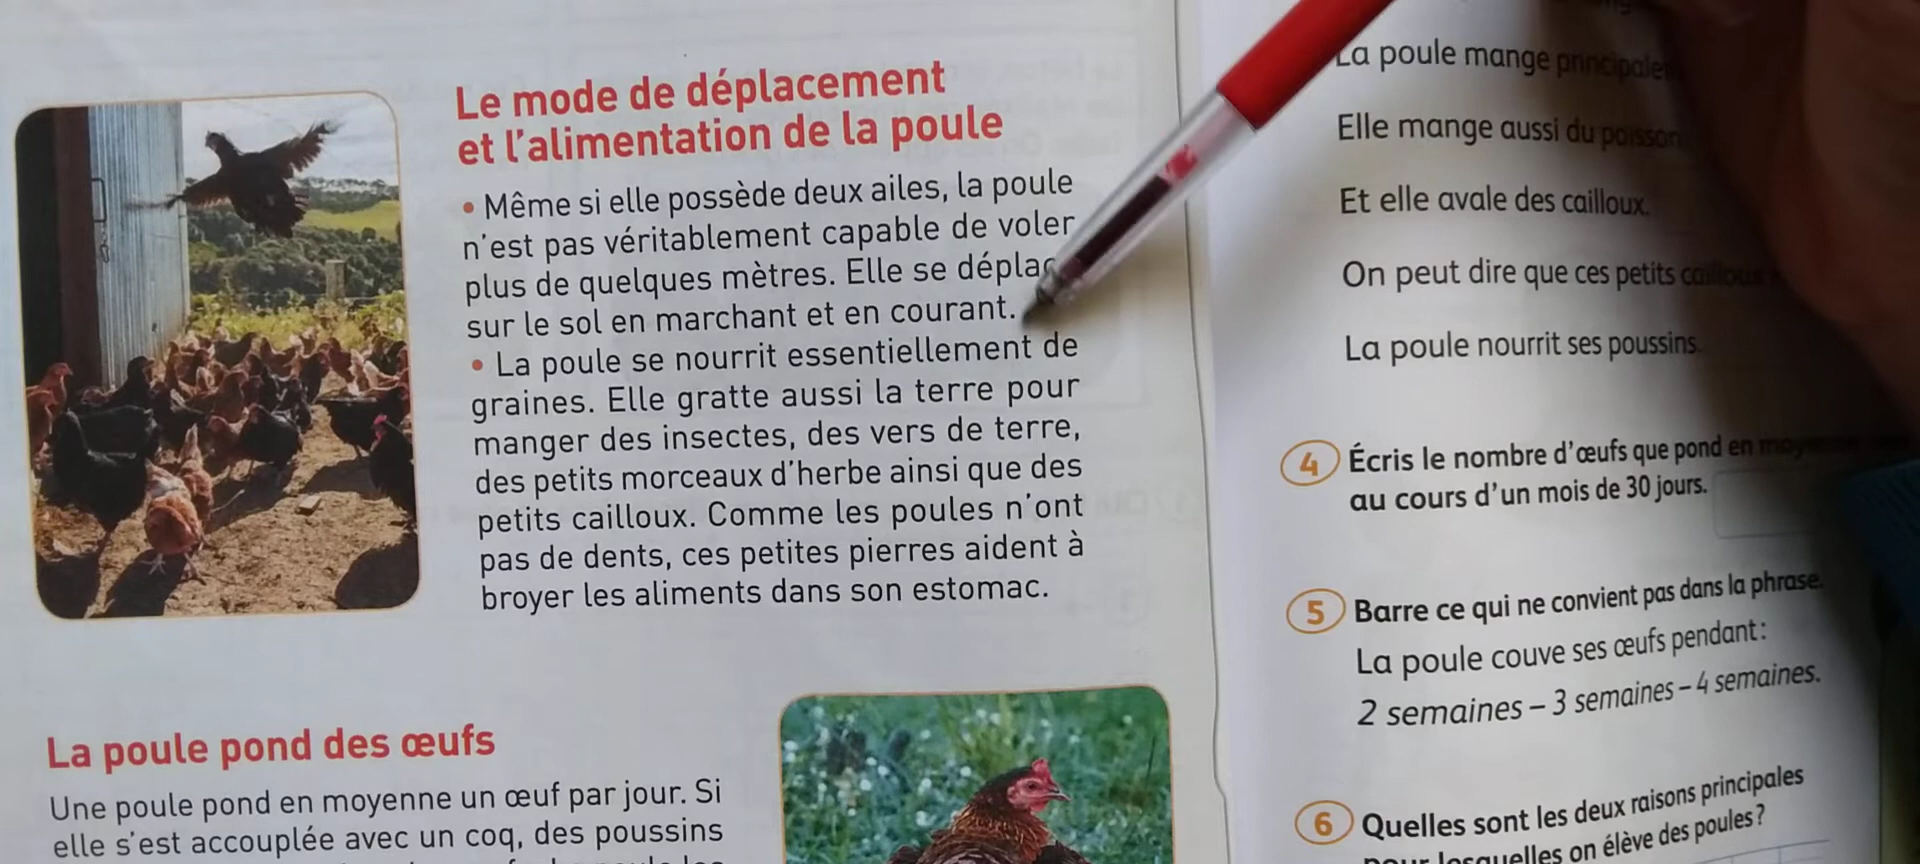 Le mode de déplacement
et l'alimentation de la poule
• Même si elle possède deux ailes, la poule
n'est pas véritablement capable de voler
plus de quelques mètres. Elle se déplac
sur le sol en marchant et en courant.
• La poule se nourrit essentiellement de
graines. Elle gratte aussi la terre pour
manger des insectes, des vers de terre,
des petits morceaux d'herbe ainsi que des
petits cailloux. Comme les poules n'ont
pas de dents, ces petites pierres aident à
broyer les aliments dans son estomac.
La poule pond des œufs
Une poule pond en moyenne un œuf par jour. Si
elle s'est accouplée avec un coq, des poussins
La poule mange
Elle mange aussi du poisson
Et elle avale des cailloux.
On peut dire que ces petits cailloux
La poule nourrit ses poussins.
4 Écris le nombre d'œufs que pond en
au cours d'un mois de 30 jours.
5 Barre ce qui ne convient pas dans la phrase.
La poule couve ses œufs pendant :
2 semaines – 3 semaines – 4 semaines.
6 Quelles sont les deux raisons principales
pour lesquelles on élève des poules ?